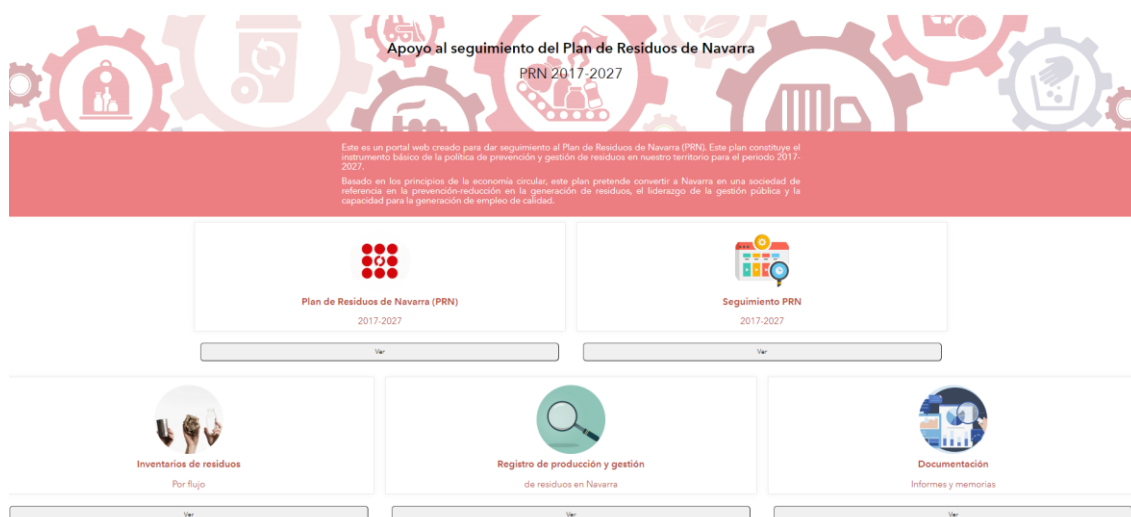 Apoyo al seguimiento del Plan de Residuos de Navarra
PRN 2017-2027
Este es un portal web creado para dar seguimiento al Plan de Residuos de Navarra (PRN). Este plan constituye el
instrumento básico de la política de prevención y gestión de residuos en nuestro territorio para el periodo 2017-
2027.
Basado en los principios de la economía circular, este plan pretende convertir a Navarra en una sociedad de
referencia en la prevención-reducción en la generación de residuos, el liderazgo de la gestión pública y la
capacidad para la generación de empleo de calidad.
Plan de Residuos de Navarra (PRN)
2017-2027
Ver
Seguimiento PRN
2017-2027
Ver
Inventarios de residuos
Por flujo
Ver
Registro de producción y gestión
de residuos en Navarra
Ver
Documentación
Informes y memorias
Ver